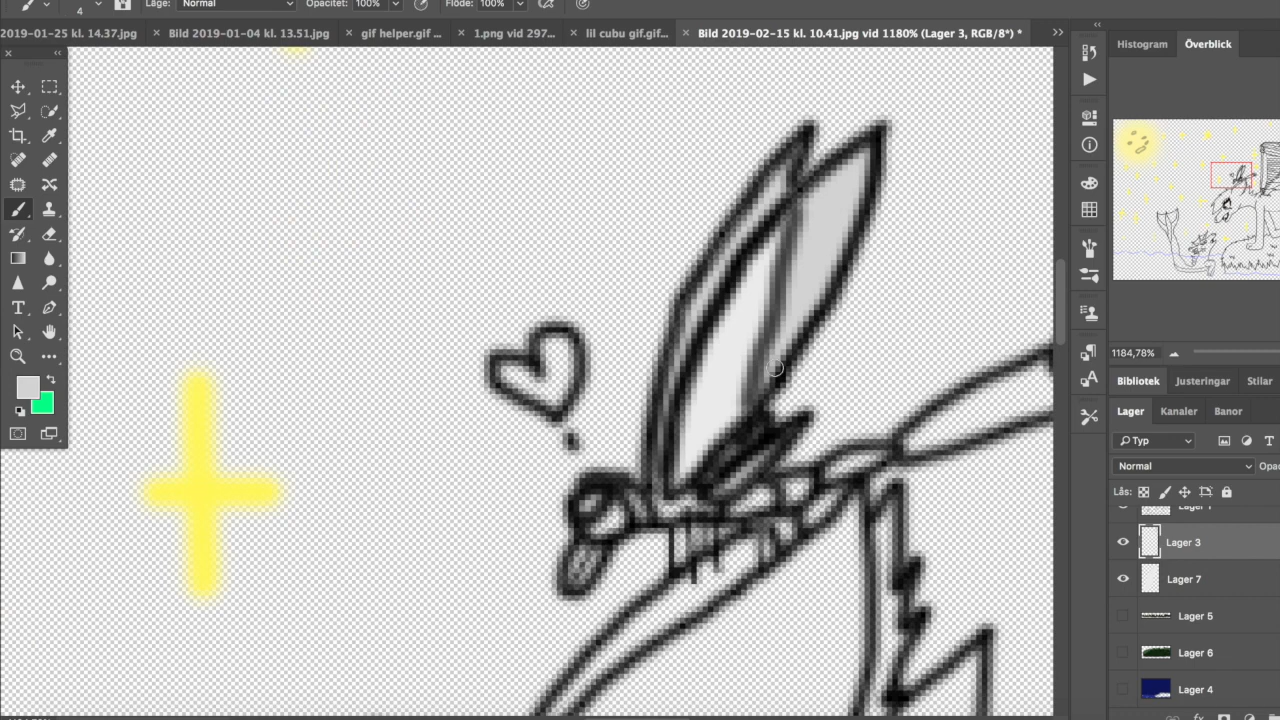 Läge: Normal Opacitet: 100% Flöde: 100%
4
2019-01-25 kl. 14.37.jpg × Bild 2019-01-04 kl. 13.51.jpg × gif helper.gif ... × 1.png vid 297... × lil cubu gif.gif... × Bild 2019-02-15 kl. 10.41.jpg vid 1180% (Lager 3, RGB/8*) *
Histogram Överblick
1184,78%
Bibliotek Justeringar Stilar
Lager Kanaler Banor
Typ
Normal Opa
Lås:
Lager 3
Lager 7
Lager 5
Lager 6
Lager 4